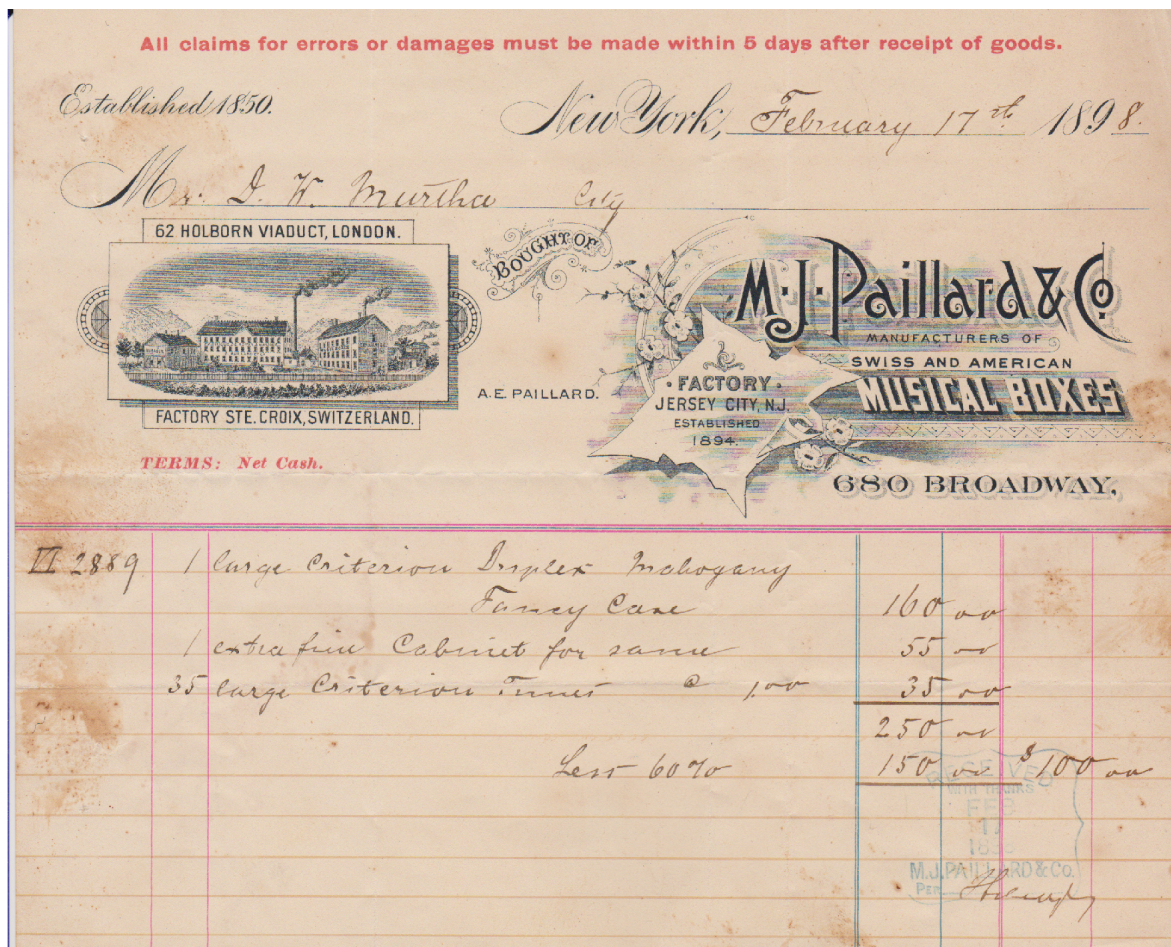 All claims for errors or damages must be made within 5 days after receipt of goods.
Established 1850.
New York, February 17th 1898.
Mr. D. W. Murtha City
62 HOLBORN VIADUCT, LONDON.
FACTORY STE. CROIX, SWITZERLAND.
BOUGHT OF
A.E. PAILLARD.
M.J. Paillard & Co
MANUFACTURERS OF
SWISS AND AMERICAN
MUSICAL BOXES
· FACTORY ·
JERSEY CITY, N.J.
ESTABLISHED
1894.
680 BROADWAY,
TERMS: Net Cash.
VI 2889 1 large Criterion Duplex Mahogany
Fancy Case 160 00
1 extra fine Cabinet for same 55 00
35 large Criterion Tunes @ 1.00 35 00
250 00
Less 60% 150 00 $100 00
RECEIVED
WITH THANKS
FEB
17
M.J. PAILLARD & Co.
PER